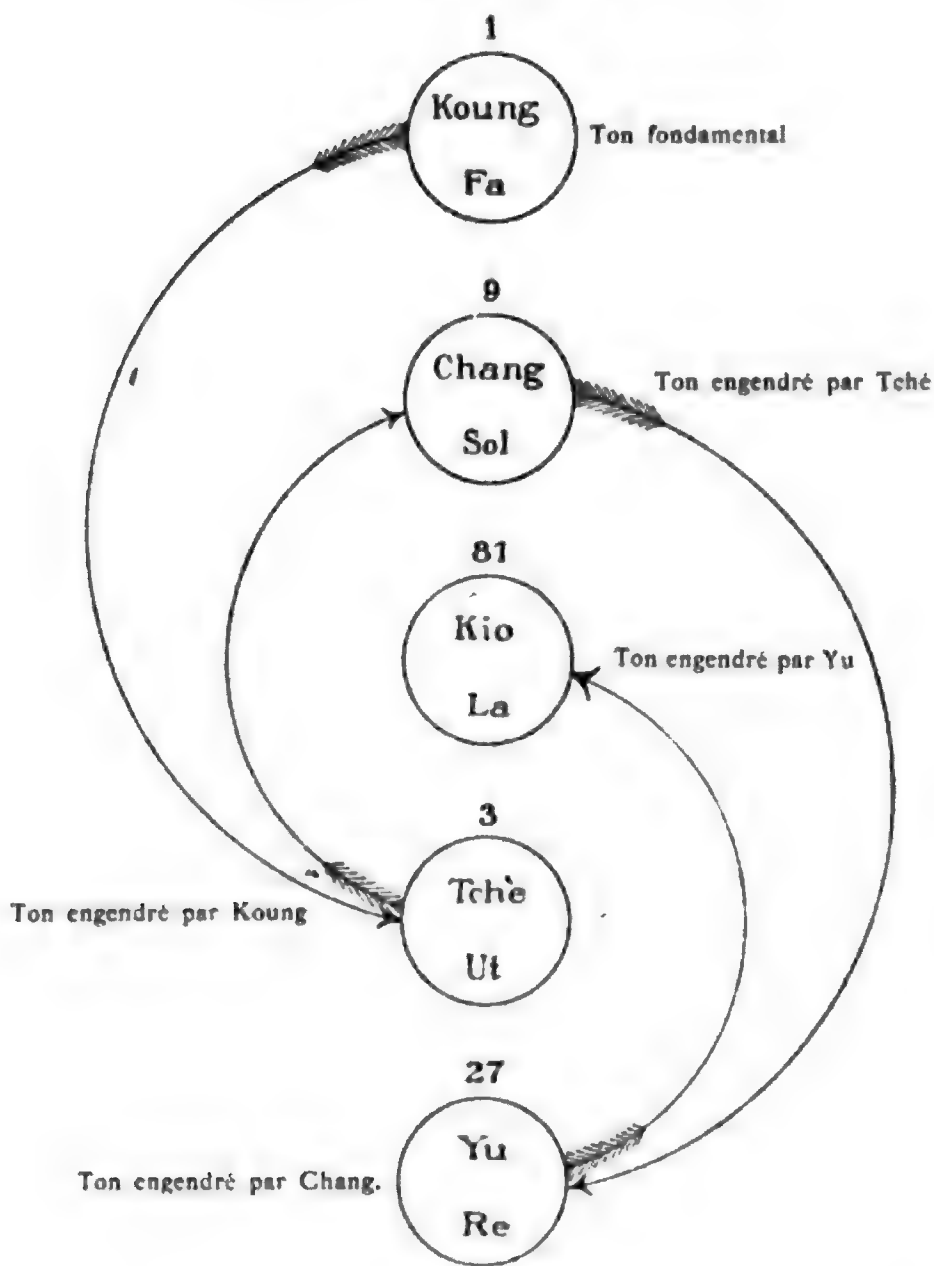 1
Koung
Fa
Ton fondamental
9
Chang
Sol
Ton engendré par Tché
81
Kio
La
Ton engendré par Yu
3
Tchè
Ut
Ton engendré par Koung
27
Yu
Re
Ton engendré par Chang.